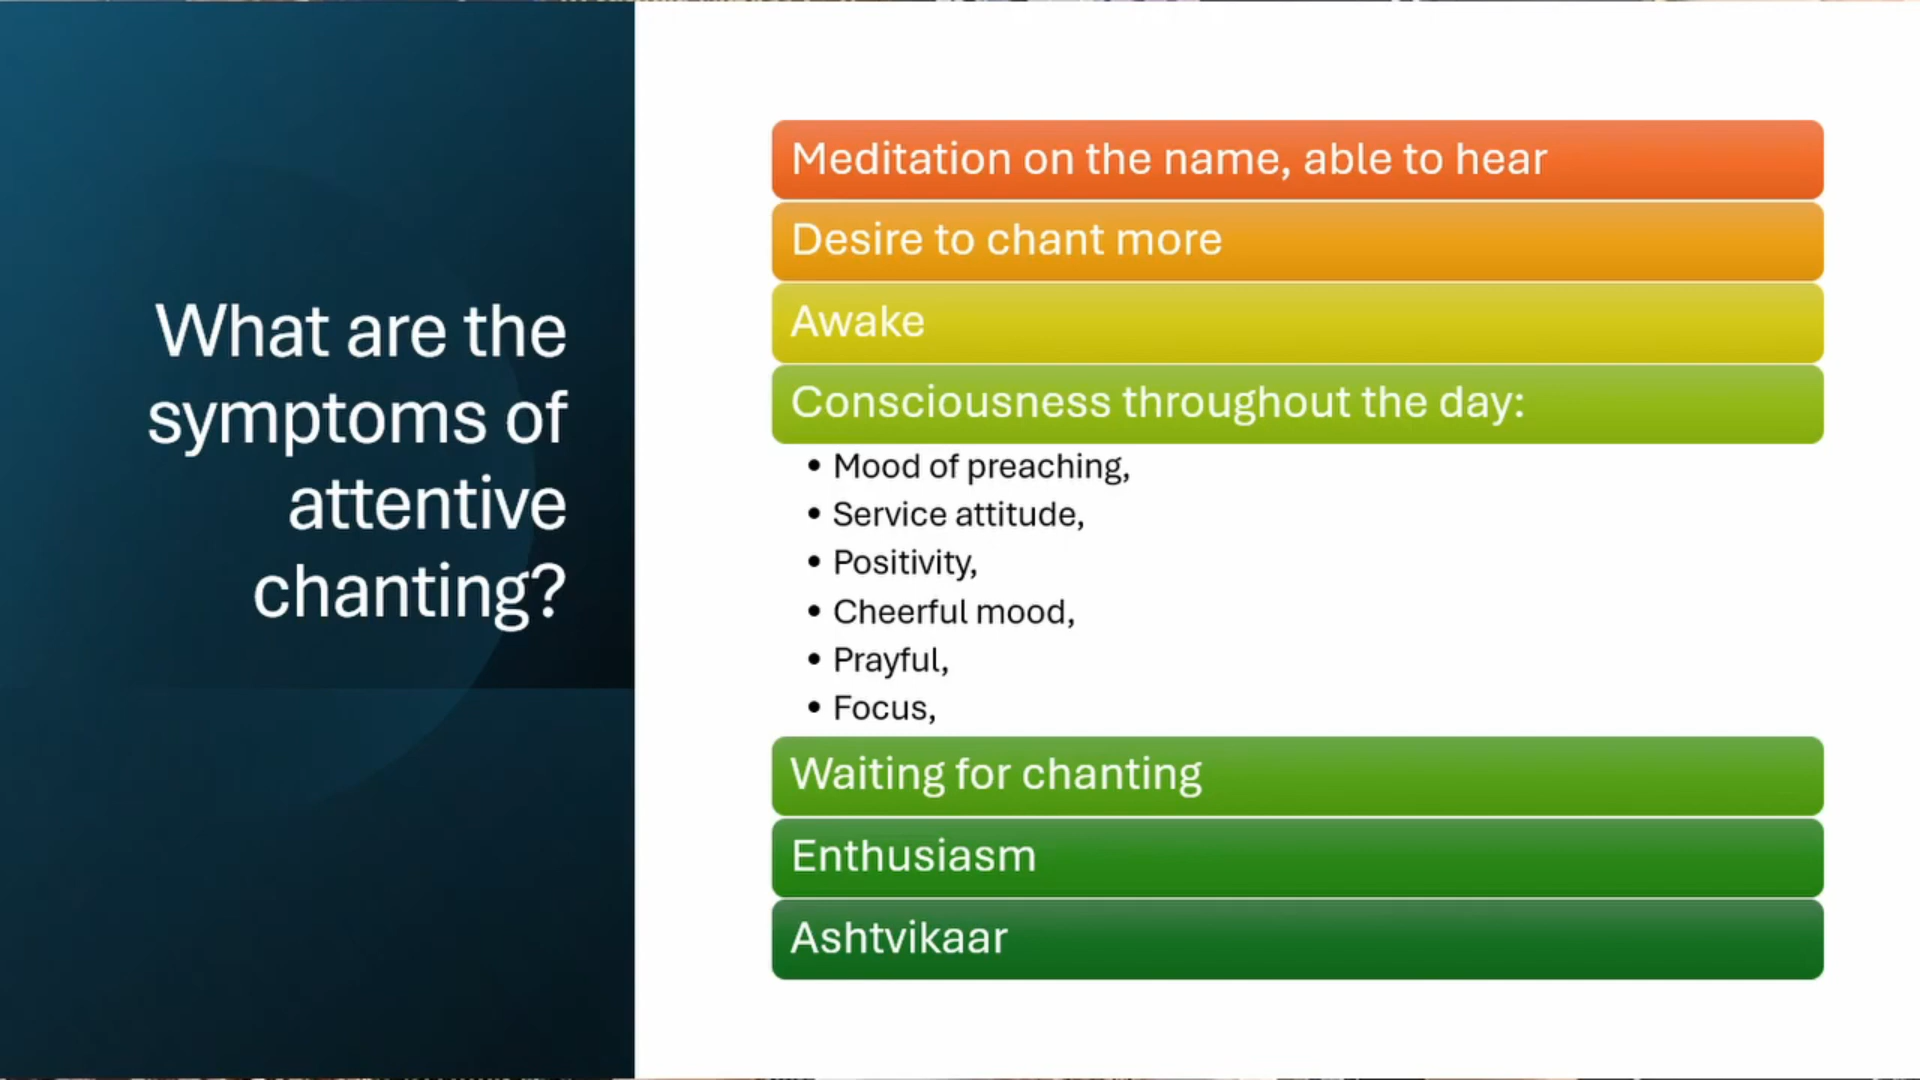 What are the
symptoms of
attentive
chanting?
Meditation on the name, able to hear
Desire to chant more
Awake
Consciousness throughout the day:
• Mood of preaching,
• Service attitude,
• Positivity,
• Cheerful mood,
• Prayful,
• Focus,
Waiting for chanting
Enthusiasm
Ashtvikaar